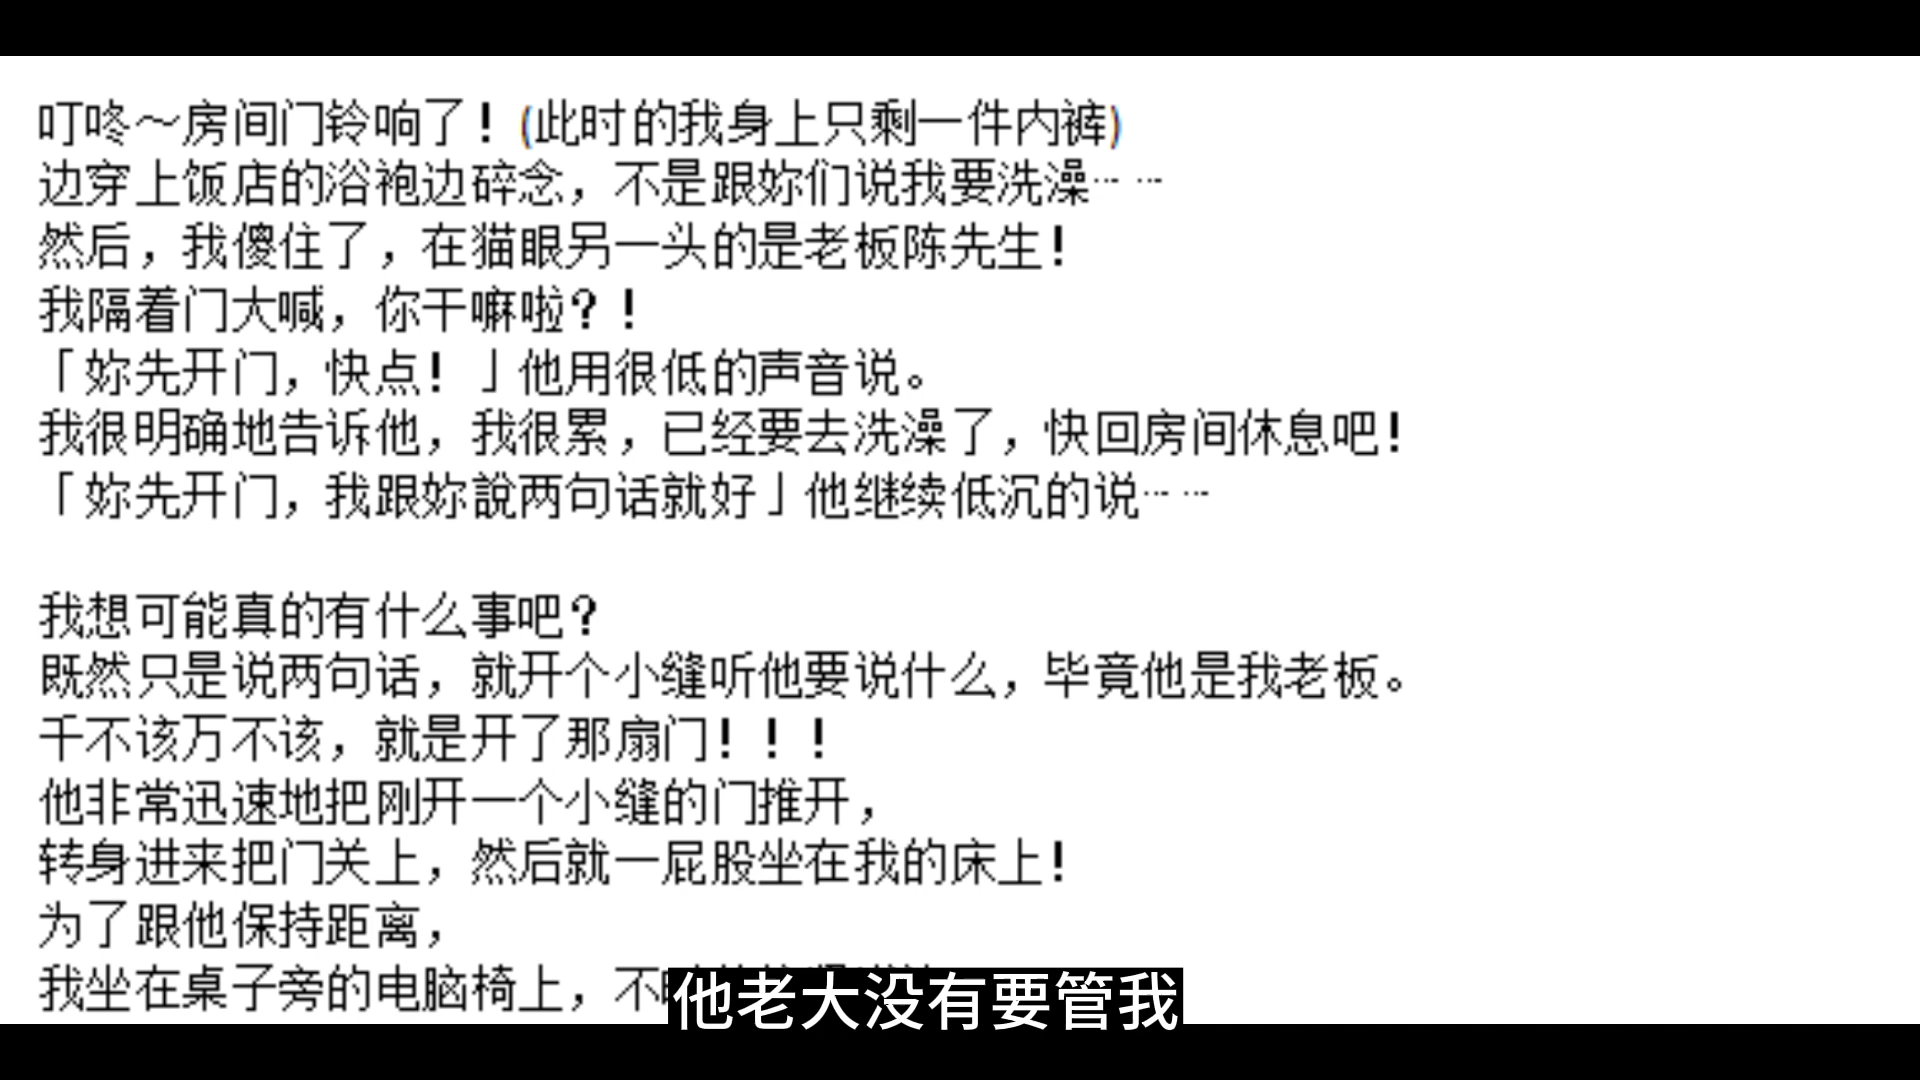 叮咚～房间门铃响了！(此时的我身上只剩一件内裤)
边穿上饭店的浴袍边碎念，不是跟妳们说我要洗澡⋯⋯
然后，我傻住了，在猫眼另一头的是老板陈先生！
我隔着门大喊，你干嘛啦？！
「妳先开门，快点！」他用很低的声音说。
我很明确地告诉他，我很累，已经要去洗澡了，快回房间休息吧！
「妳先开门，我跟妳說两句话就好」他继续低沉的说⋯⋯
我想可能真的有什么事吧？
既然只是说两句话，就开个小缝听他要说什么，毕竟他是我老板。
千不该万不该，就是开了那扇门！！！
他非常迅速地把刚开一个小缝的门推开，
转身进来把门关上，然后就一屁股坐在我的床上！
为了跟他保持距离，
我坐在桌子旁的电脑椅上，不
他老大没有要管我